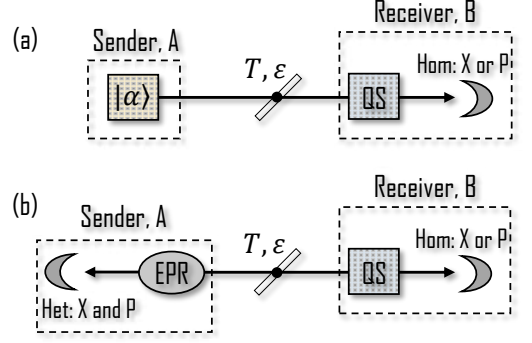 (a)
Sender, A
|α⟩
T, ε
Receiver, B
QS
Hom: X or P
(b)
Sender, A
Het: X and P
EPR
T, ε
Receiver, B
QS
Hom: X or P